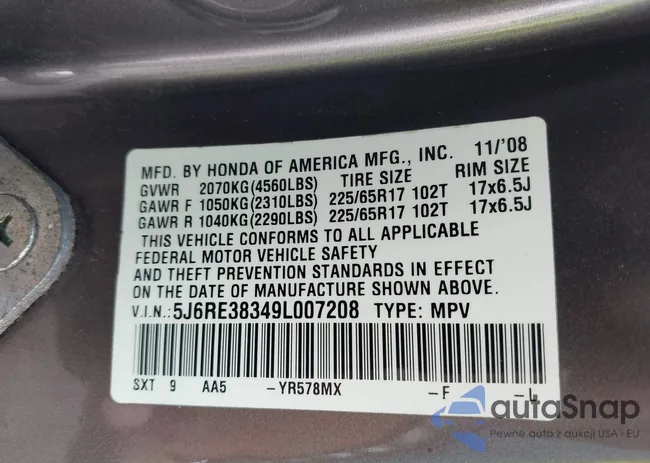 MFD. BY HONDA OF AMERICA MFG., INC. 11/'08
GVWR 2070KG(4560LBS) TIRE SIZE RIM SIZE
GAWR F 1050KG(2310LBS) 225/65R17 102T 17x6.5J
GAWR R 1040KG(2290LBS) 225/65R17 102T 17x6.5J
THIS VEHICLE CONFORMS TO ALL APPLICABLE
FEDERAL MOTOR VEHICLE SAFETY
AND THEFT PREVENTION STANDARDS IN EFFECT
ON THE DATE OF MANUFACTURE SHOWN ABOVE.
V.I.N.: 5J6RE38349L007208 TYPE: MPV
SXT 9 AA5 -YR578MX -F -L
autaSnap
Pewne auta z aukcji USA i EU